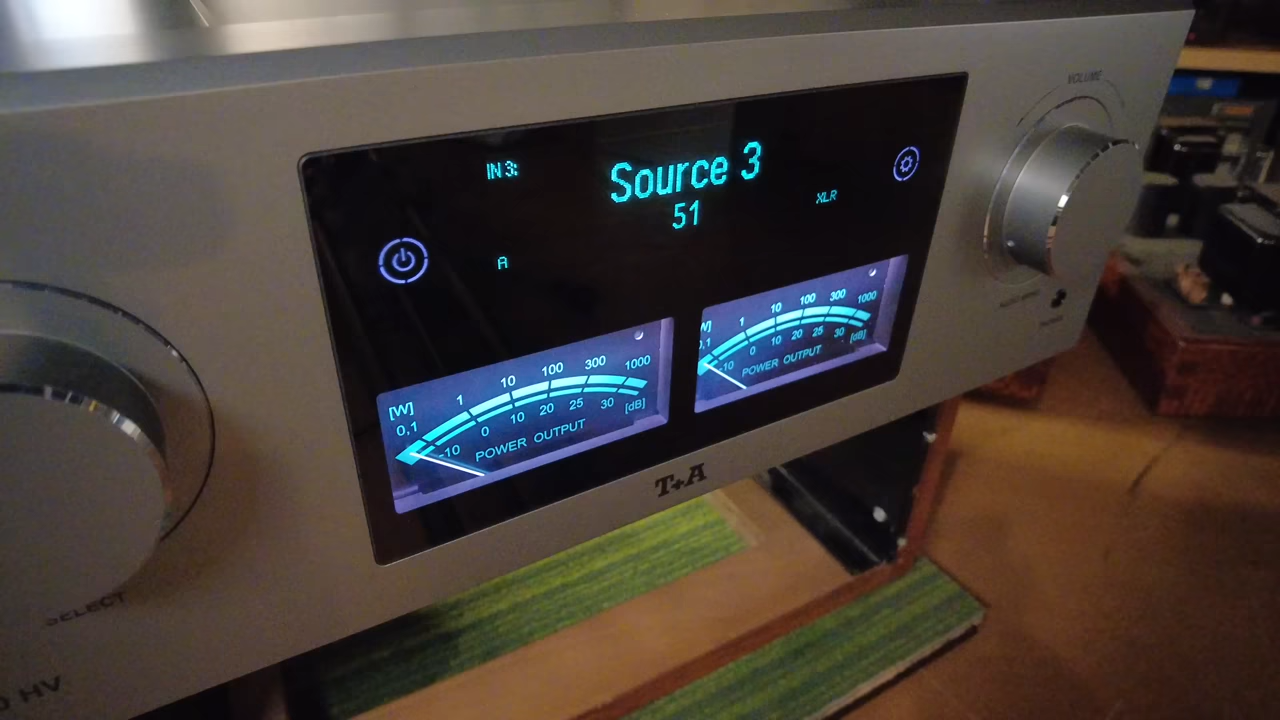 VOLUME
IN 3:
Source 3
51
XLR
A
[W]
0,1
1
10
100
300
1000
-10
0
10
20
25
30
[dB]
POWER OUTPUT
W]
0,1
1
10
100
300
1000
-10
0
10
20
25
30
[dB]
POWER OUTPUT
T+A
SELECT
HV